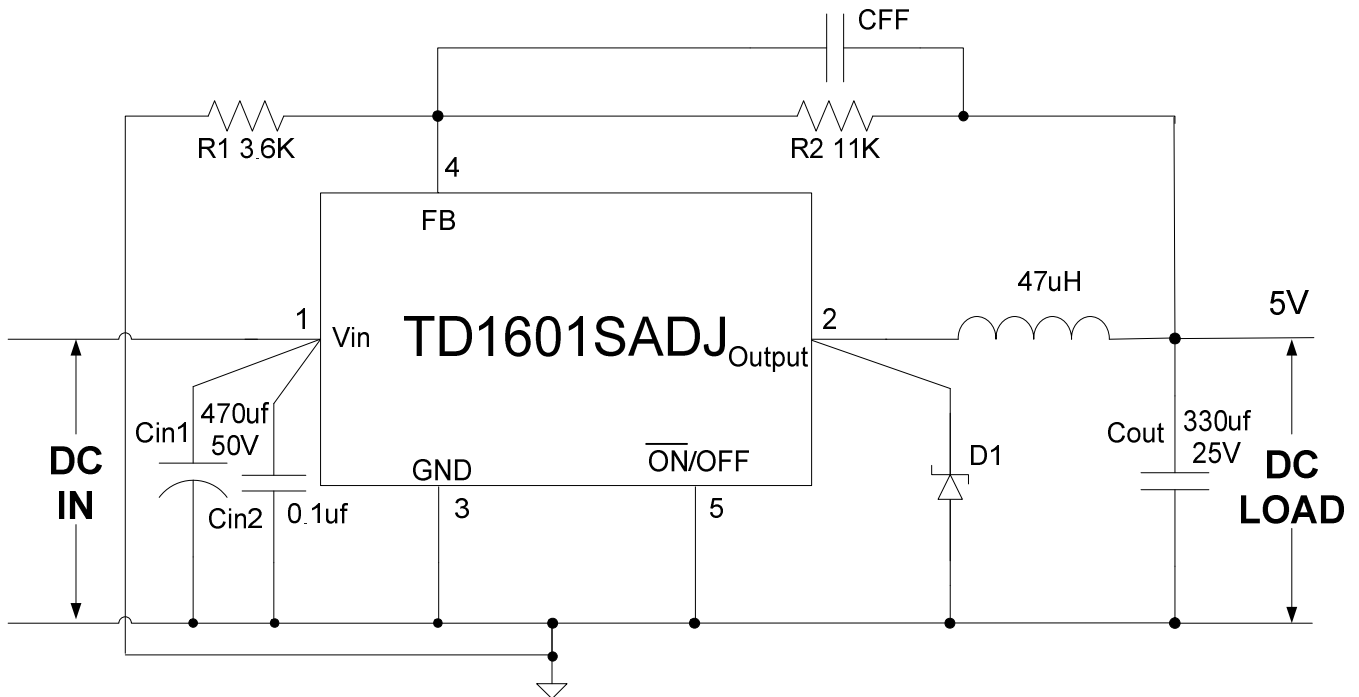 CFF
R1 3.6K
R2 11K
4
FB
47uH
5V
1
Vin
TD1601SADJ
Output
2
470uf
50V
Cin1
DC
IN
Cin2
0.1uf
GND
3
ON/OFF
5
D1
Cout
330uf
25V
DC
LOAD